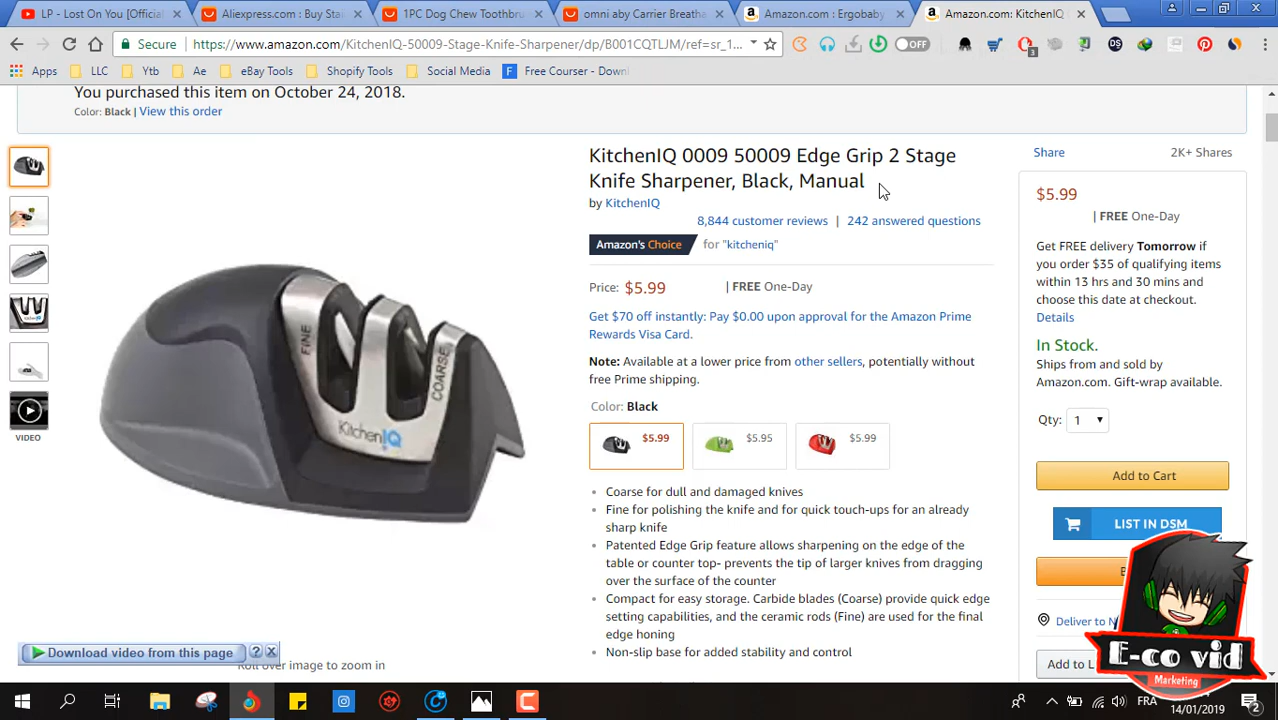 LP - Lost On You [Official
Aliexpress.com : Buy Sta
1PC Dog Chew Toothbru
omni aby Carrier Breatha
Amazon.com : Ergobaby
Amazon.com: KitchenIQ
Secure
https://www.amazon.com/KitchenIQ-50009-Stage-Knife-Sharpener/dp/B001CQTLJM/ref=sr_1...
OFF
3
Apps
LLC
Ytb
Ae
eBay Tools
Shopify Tools
Social Media
Free Courser - Downl
You purchased this item on October 24, 2018.
Color: Black | View this order
KitchenIQ 0009 50009 Edge Grip 2 Stage
Knife Sharpener, Black, Manual
by KitchenIQ
8,844 customer reviews | 242 answered questions
Amazon's Choice for "kitcheniq"
Price: $5.99 | FREE One-Day
Get $70 off instantly: Pay $0.00 upon approval for the Amazon Prime
Rewards Visa Card.
Note: Available at a lower price from other sellers, potentially without
free Prime shipping.
Color: Black
$5.99
$5.95
$5.99
Coarse for dull and damaged knives
Fine for polishing the knife and for quick touch-ups for an already
sharp knife
Patented Edge Grip feature allows sharpening on the edge of the
table or counter top- prevents the tip of larger knives from dragging
over the surface of the counter
Compact for easy storage. Carbide blades (Coarse) provide quick edge
setting capabilities, and the ceramic rods (Fine) are used for the final
edge honing
Non-slip base for added stability and control
FINE
COARSE
KitchenIQ
VIDEO
Download video from this page
?
Roll over image to zoom in
Share
2K+ Shares
$5.99
| FREE One-Day
Get FREE delivery Tomorrow if
you order $35 of qualifying items
within 13 hrs and 30 mins and
choose this date at checkout.
Details
In Stock.
Ships from and sold by
Amazon.com. Gift-wrap available.
Qty: 1
Add to Cart
LIST IN DSM
Deliver to
Add to L
E-co vid
Marketing
FRA
14/01/2019
2